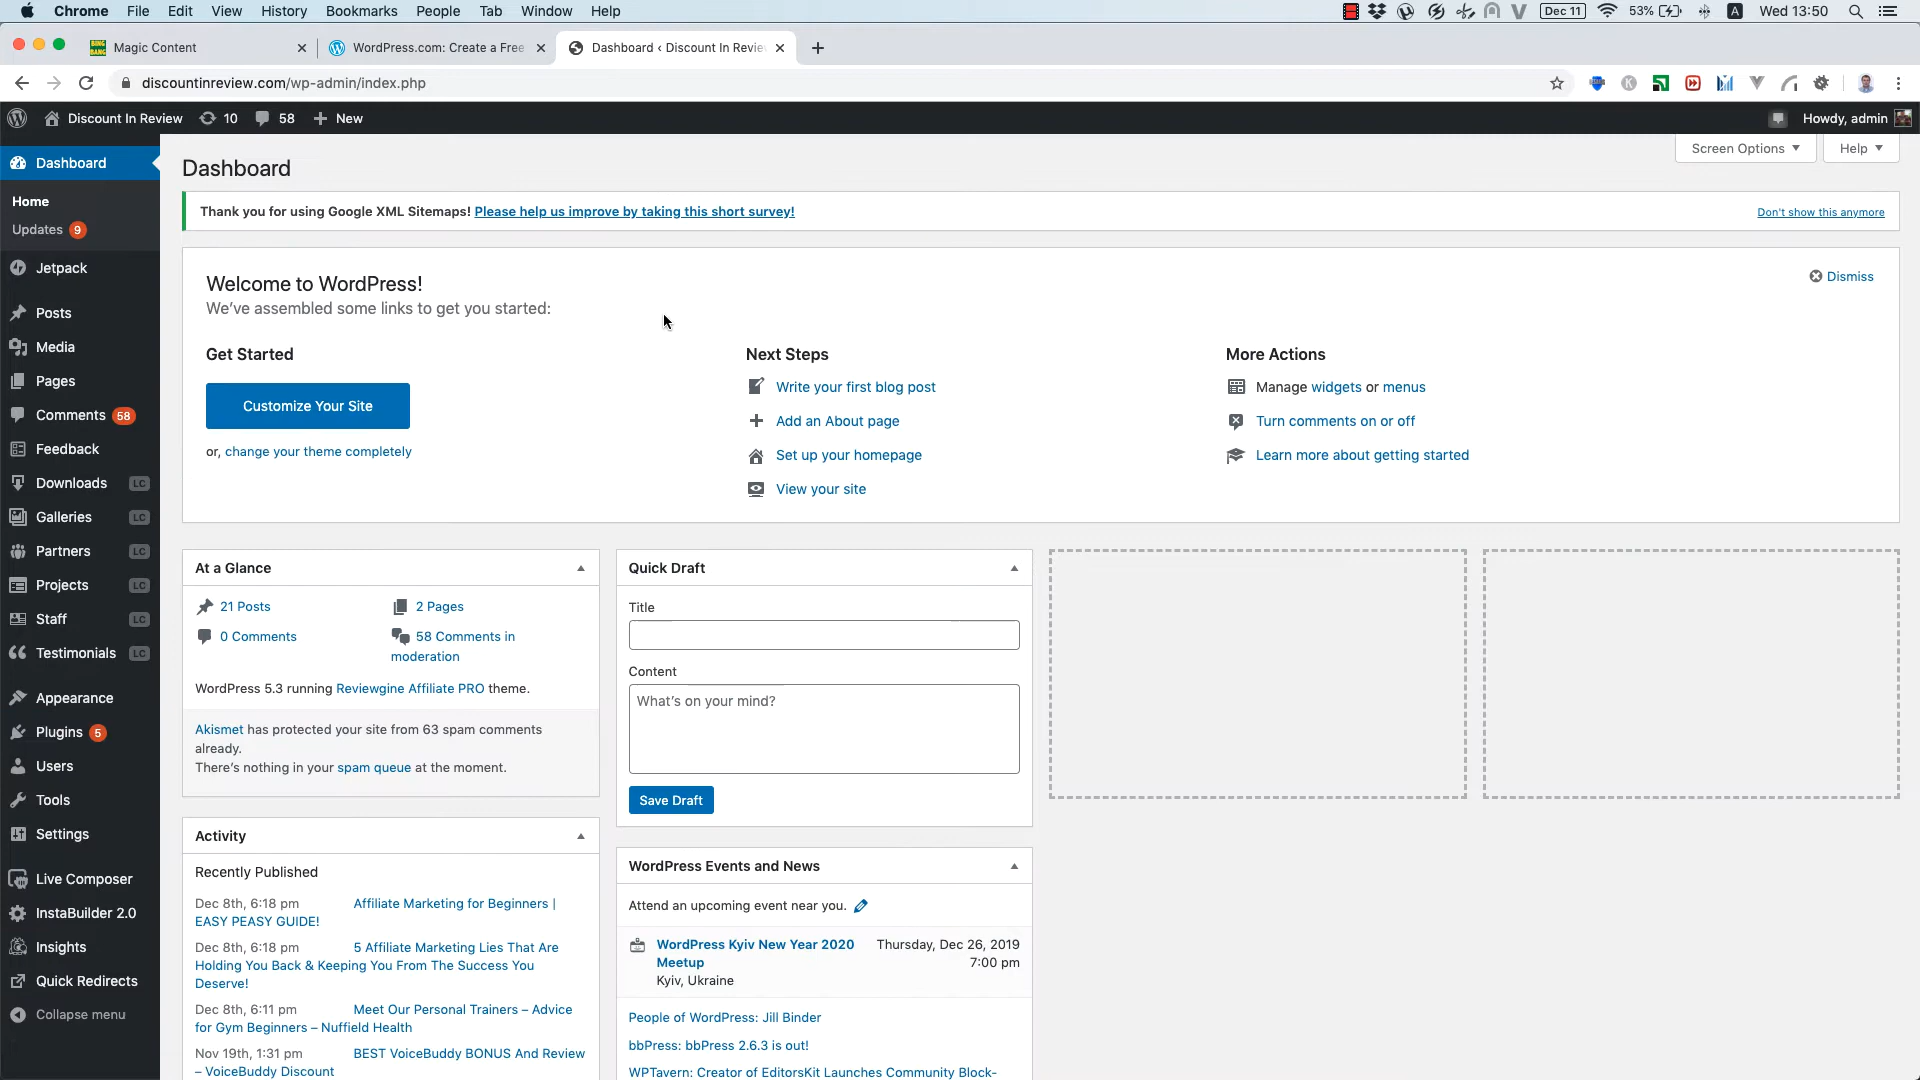 Chrome File Edit View History Bookmarks People Tab Window Help
Dec 11 53% A Wed 13:50
Magic Content
WordPress.com: Create a Free
Dashboard ‹ Discount In Revie
discountinreview.com/wp-admin/index.php
Discount In Review 10 58 New
Howdy, admin
Dashboard
Home
Updates 9
Jetpack
Posts
Media
Pages
Comments 58
Feedback
Downloads LC
Galleries LC
Partners LC
Projects LC
Staff LC
Testimonials LC
Appearance
Plugins 5
Users
Tools
Settings
Live Composer
InstaBuilder 2.0
Insights
Quick Redirects
Collapse menu
Screen Options
Help
Dashboard
Thank you for using Google XML Sitemaps! Please help us improve by taking this short survey!
Don't show this anymore
Welcome to WordPress!
We've assembled some links to get you started:
Dismiss
Get Started
Customize Your Site
or, change your theme completely
Next Steps
Write your first blog post
Add an About page
Set up your homepage
View your site
More Actions
Manage widgets or menus
Turn comments on or off
Learn more about getting started
At a Glance
21 Posts
2 Pages
0 Comments
58 Comments in
moderation
WordPress 5.3 running Reviewgine Affiliate PRO theme.
Akismet has protected your site from 63 spam comments
already.
There's nothing in your spam queue at the moment.
Activity
Recently Published
Dec 8th, 6:18 pm Affiliate Marketing for Beginners |
EASY PEASY GUIDE!
Dec 8th, 6:18 pm 5 Affiliate Marketing Lies That Are
Holding You Back & Keeping You From The Success You
Deserve!
Dec 8th, 6:11 pm Meet Our Personal Trainers – Advice
for Gym Beginners – Nuffield Health
Nov 19th, 1:31 pm BEST VoiceBuddy BONUS And Review
– VoiceBuddy Discount
Quick Draft
Title
Content
What's on your mind?
Save Draft
WordPress Events and News
Attend an upcoming event near you.
WordPress Kyiv New Year 2020 Thursday, Dec 26, 2019
Meetup 7:00 pm
Kyiv, Ukraine
People of WordPress: Jill Binder
bbPress: bbPress 2.6.3 is out!
WPTavern: Creator of EditorsKit Launches Community Block-